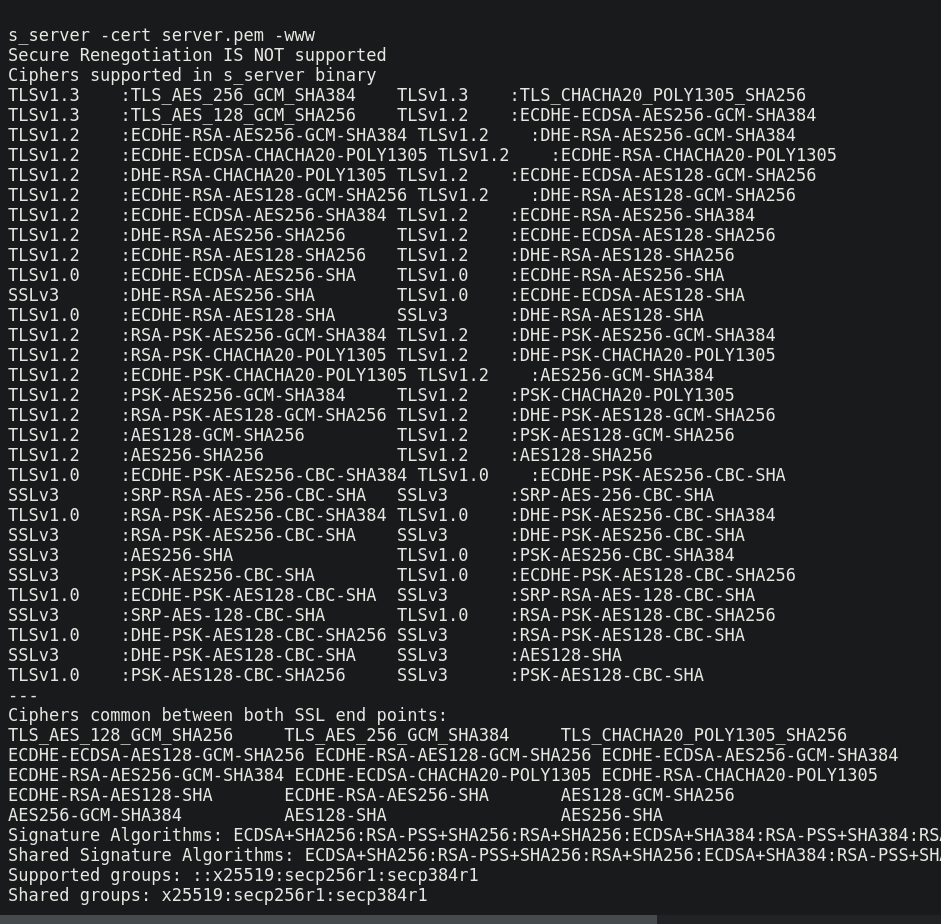 s_server -cert server.pem -www
Secure Renegotiation IS NOT supported
Ciphers supported in s_server binary
TLSv1.3    :TLS_AES_256_GCM_SHA384    TLSv1.3    :TLS_CHACHA20_POLY1305_SHA256
TLSv1.3    :TLS_AES_128_GCM_SHA256    TLSv1.2    :ECDHE-ECDSA-AES256-GCM-SHA384
TLSv1.2    :ECDHE-RSA-AES256-GCM-SHA384 TLSv1.2    :DHE-RSA-AES256-GCM-SHA384
TLSv1.2    :ECDHE-ECDSA-CHACHA20-POLY1305 TLSv1.2    :ECDHE-RSA-CHACHA20-POLY1305
TLSv1.2    :DHE-RSA-CHACHA20-POLY1305 TLSv1.2    :ECDHE-ECDSA-AES128-GCM-SHA256
TLSv1.2    :ECDHE-RSA-AES128-GCM-SHA256 TLSv1.2    :DHE-RSA-AES128-GCM-SHA256
TLSv1.2    :ECDHE-ECDSA-AES256-SHA384 TLSv1.2    :ECDHE-RSA-AES256-SHA384
TLSv1.2    :DHE-RSA-AES256-SHA256     TLSv1.2    :ECDHE-ECDSA-AES128-SHA256
TLSv1.2    :ECDHE-RSA-AES128-SHA256   TLSv1.2    :DHE-RSA-AES128-SHA256
TLSv1.0    :ECDHE-ECDSA-AES256-SHA    TLSv1.0    :ECDHE-RSA-AES256-SHA
SSLv3      :DHE-RSA-AES256-SHA        TLSv1.0    :ECDHE-ECDSA-AES128-SHA
TLSv1.0    :ECDHE-RSA-AES128-SHA      SSLv3      :DHE-RSA-AES128-SHA
TLSv1.2    :RSA-PSK-AES256-GCM-SHA384 TLSv1.2    :DHE-PSK-AES256-GCM-SHA384
TLSv1.2    :RSA-PSK-CHACHA20-POLY1305 TLSv1.2    :DHE-PSK-CHACHA20-POLY1305
TLSv1.2    :ECDHE-PSK-CHACHA20-POLY1305 TLSv1.2    :AES256-GCM-SHA384
TLSv1.2    :PSK-AES256-GCM-SHA384     TLSv1.2    :PSK-CHACHA20-POLY1305
TLSv1.2    :RSA-PSK-AES128-GCM-SHA256 TLSv1.2    :DHE-PSK-AES128-GCM-SHA256
TLSv1.2    :AES128-GCM-SHA256         TLSv1.2    :PSK-AES128-GCM-SHA256
TLSv1.2    :AES256-SHA256             TLSv1.2    :AES128-SHA256
TLSv1.0    :ECDHE-PSK-AES256-CBC-SHA384 TLSv1.0    :ECDHE-PSK-AES256-CBC-SHA
SSLv3      :SRP-RSA-AES-256-CBC-SHA   SSLv3      :SRP-AES-256-CBC-SHA
TLSv1.0    :RSA-PSK-AES256-CBC-SHA384 TLSv1.0    :DHE-PSK-AES256-CBC-SHA384
SSLv3      :RSA-PSK-AES256-CBC-SHA    SSLv3      :DHE-PSK-AES256-CBC-SHA
SSLv3      :AES256-SHA                TLSv1.0    :PSK-AES256-CBC-SHA384
SSLv3      :PSK-AES256-CBC-SHA        TLSv1.0    :ECDHE-PSK-AES128-CBC-SHA256
TLSv1.0    :ECDHE-PSK-AES128-CBC-SHA  SSLv3      :SRP-RSA-AES-128-CBC-SHA
SSLv3      :SRP-AES-128-CBC-SHA       TLSv1.0    :RSA-PSK-AES128-CBC-SHA256
TLSv1.0    :DHE-PSK-AES128-CBC-SHA256 SSLv3      :RSA-PSK-AES128-CBC-SHA
SSLv3      :DHE-PSK-AES128-CBC-SHA    SSLv3      :AES128-SHA
TLSv1.0    :PSK-AES128-CBC-SHA256     SSLv3      :PSK-AES128-CBC-SHA
---
Ciphers common between both SSL end points:
TLS_AES_128_GCM_SHA256     TLS_AES_256_GCM_SHA384     TLS_CHACHA20_POLY1305_SHA256
ECDHE-ECDSA-AES128-GCM-SHA256 ECDHE-RSA-AES128-GCM-SHA256 ECDHE-ECDSA-AES256-GCM-SHA384
ECDHE-RSA-AES256-GCM-SHA384 ECDHE-ECDSA-CHACHA20-POLY1305 ECDHE-RSA-CHACHA20-POLY1305
ECDHE-RSA-AES128-SHA       ECDHE-RSA-AES256-SHA       AES128-GCM-SHA256
AES256-GCM-SHA384          AES128-SHA                 AES256-SHA
Signature Algorithms: ECDSA+SHA256:RSA-PSS+SHA256:RSA+SHA256:ECDSA+SHA384:RSA-PSS+SHA384:RS
Shared Signature Algorithms: ECDSA+SHA256:RSA-PSS+SHA256:RSA+SHA256:ECDSA+SHA384:RSA-PSS+SH
Supported groups: ::x25519:secp256r1:secp384r1
Shared groups: x25519:secp256r1:secp384r1